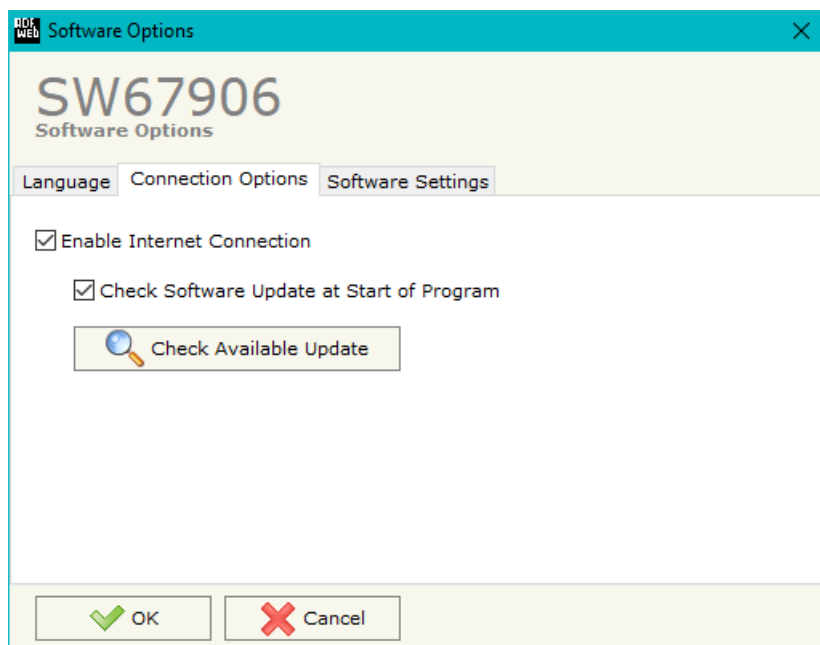 ADF
WEB
Software Options
SW67906
Software Options
Language
Connection Options
Software Settings
Enable Internet Connection
Check Software Update at Start of Program
Check Available Update
OK
Cancel